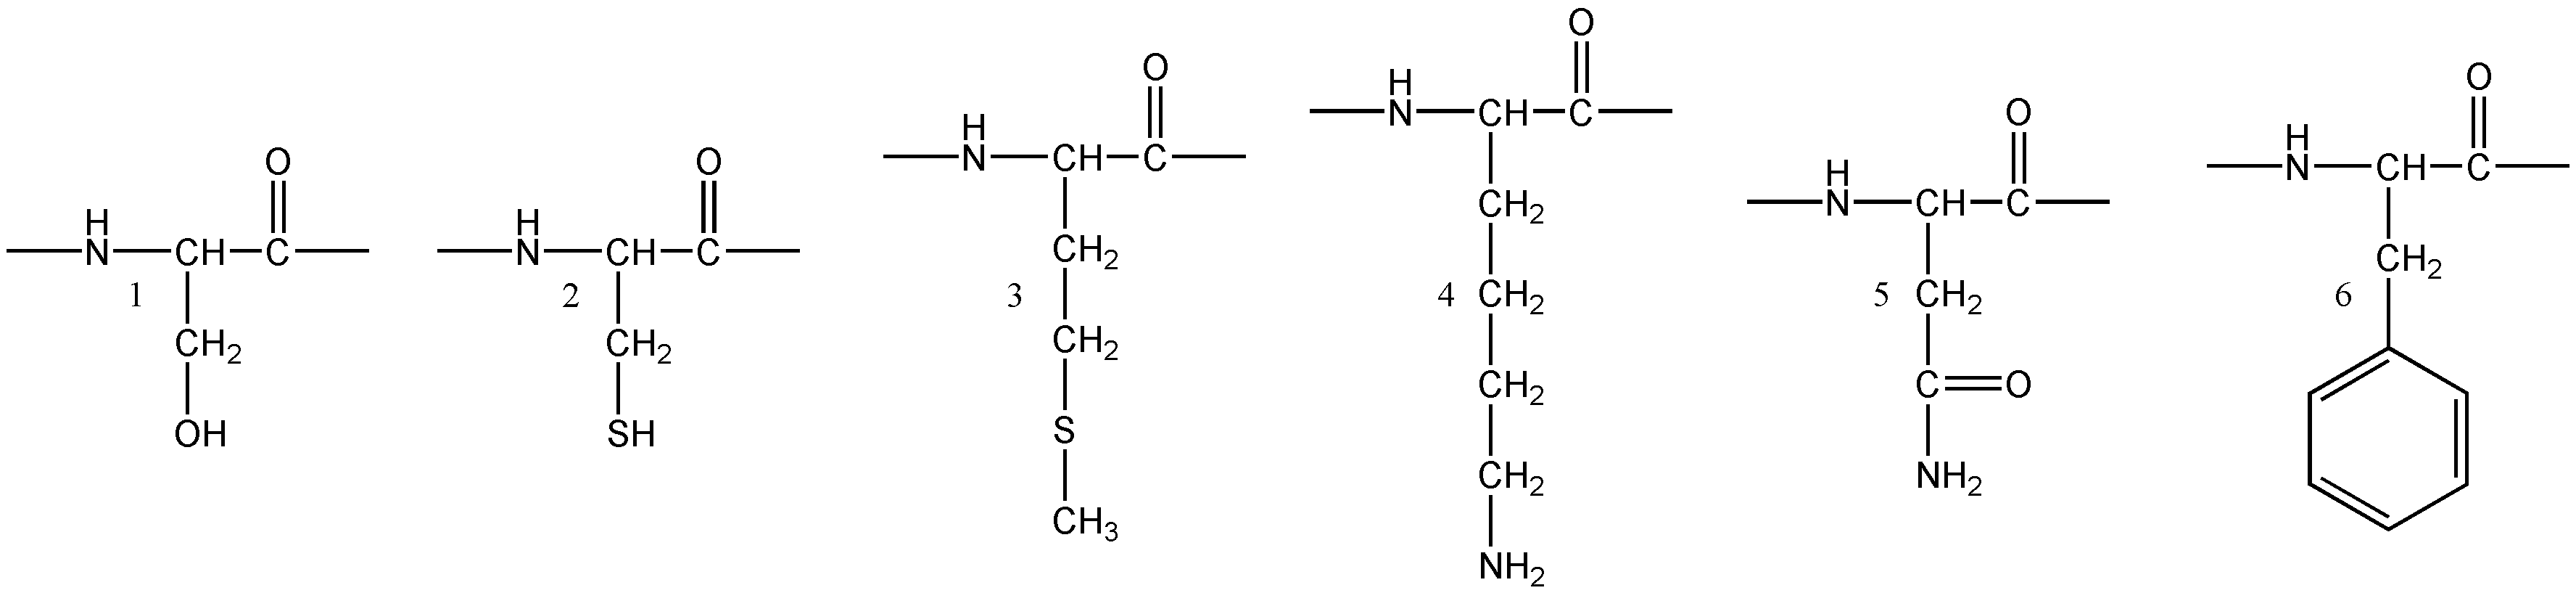 O
H
N CH C
1
CH₂
OH
O
H
N CH C
2
CH₂
SH
O
H
N CH C
CH₂
3
CH₂
S
CH₃
O
H
N CH C
CH₂
4 CH₂
CH₂
CH₂
NH₂
O
H
N CH C
5 CH₂
C O
NH₂
O
H
N CH C
CH₂
6